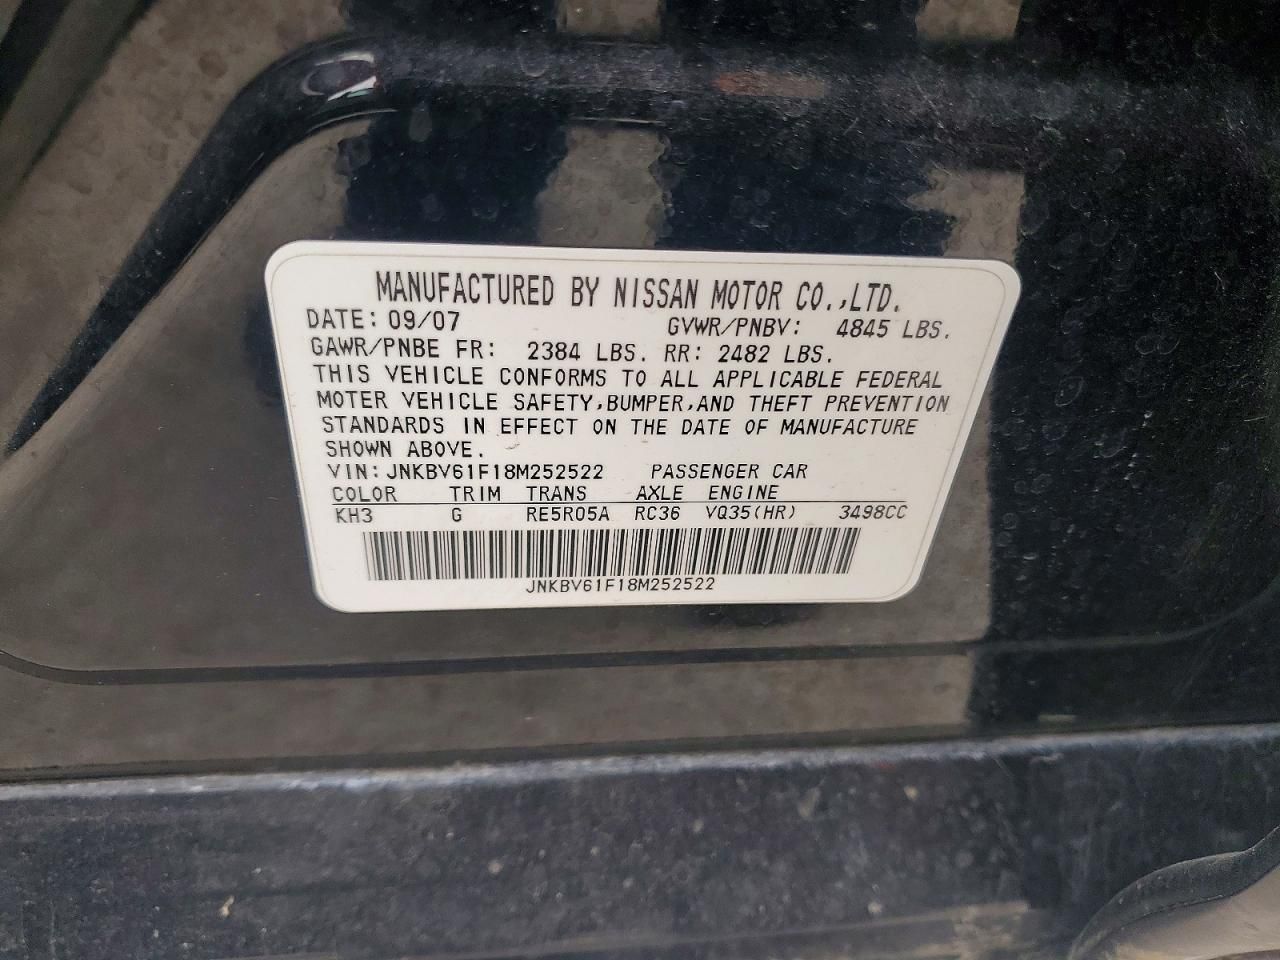 MANUFACTURED BY NISSAN MOTOR CO.,LTD.
DATE: 09/07 GVWR/PNBV: 4845 LBS.
GAWR/PNBE FR: 2384 LBS. RR: 2482 LBS.
THIS VEHICLE CONFORMS TO ALL APPLICABLE FEDERAL
MOTER VEHICLE SAFETY,BUMPER,AND THEFT PREVENTION
STANDARDS IN EFFECT ON THE DATE OF MANUFACTURE
SHOWN ABOVE.
VIN:JNKBV61F18M252522 PASSENGER CAR
COLOR TRIM TRANS AXLE ENGINE
KH3 G RE5R05A RC36 VQ35(HR) 3498CC
JNKBV61F18M252522